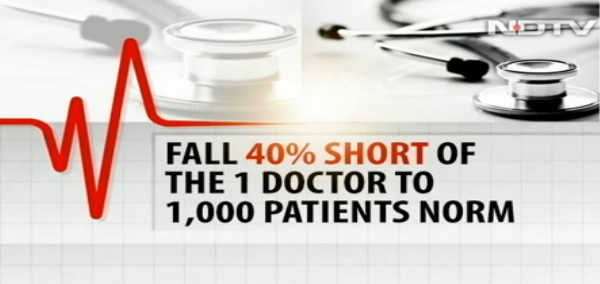 NDTV
FALL 40% SHORT OF
THE 1 DOCTOR TO
1,000 PATIENTS NORM